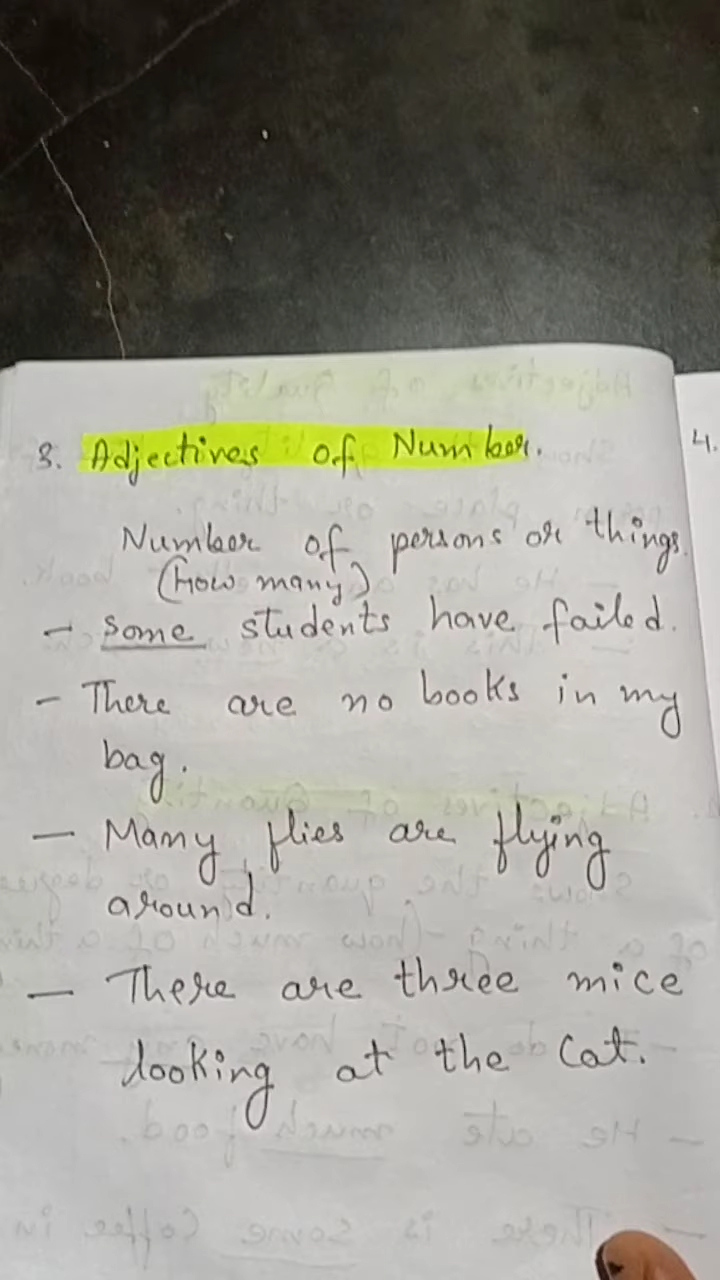 3. Adjectives of Number.
4.
Number of persons or things.
(How many)
- Some students have failed.
- There are no books in my
bag.
- Many flies are flying
around.
- There are three mice
looking at the Cat.